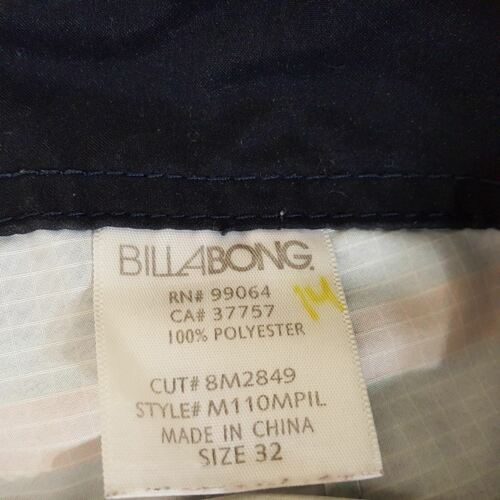 BILLABONG.
RN# 99064
14
CA# 37757
100% POLYESTER
CUT# 8M2849
STYLE# M110MPIL
MADE IN CHINA
SIZE 32